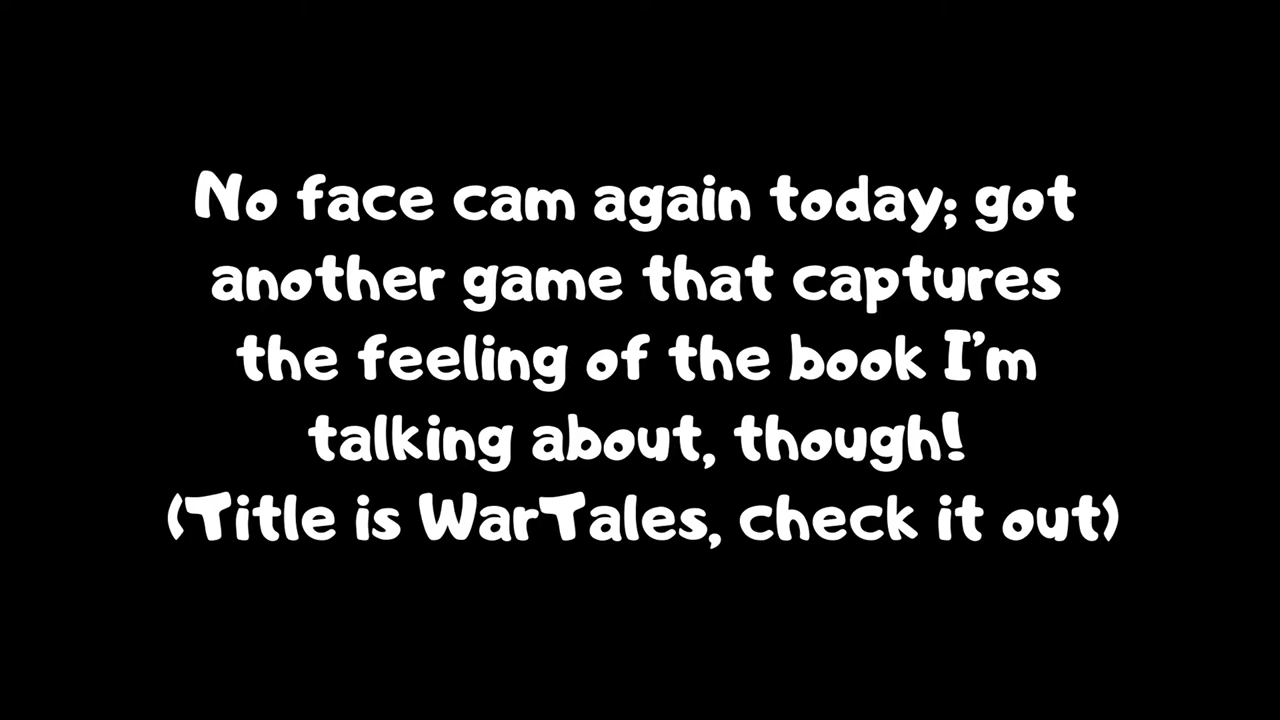 No face cam again today; got
another game that captures
the feeling of the book I'm
talking about, though!
(Title is WarTales, check it out)